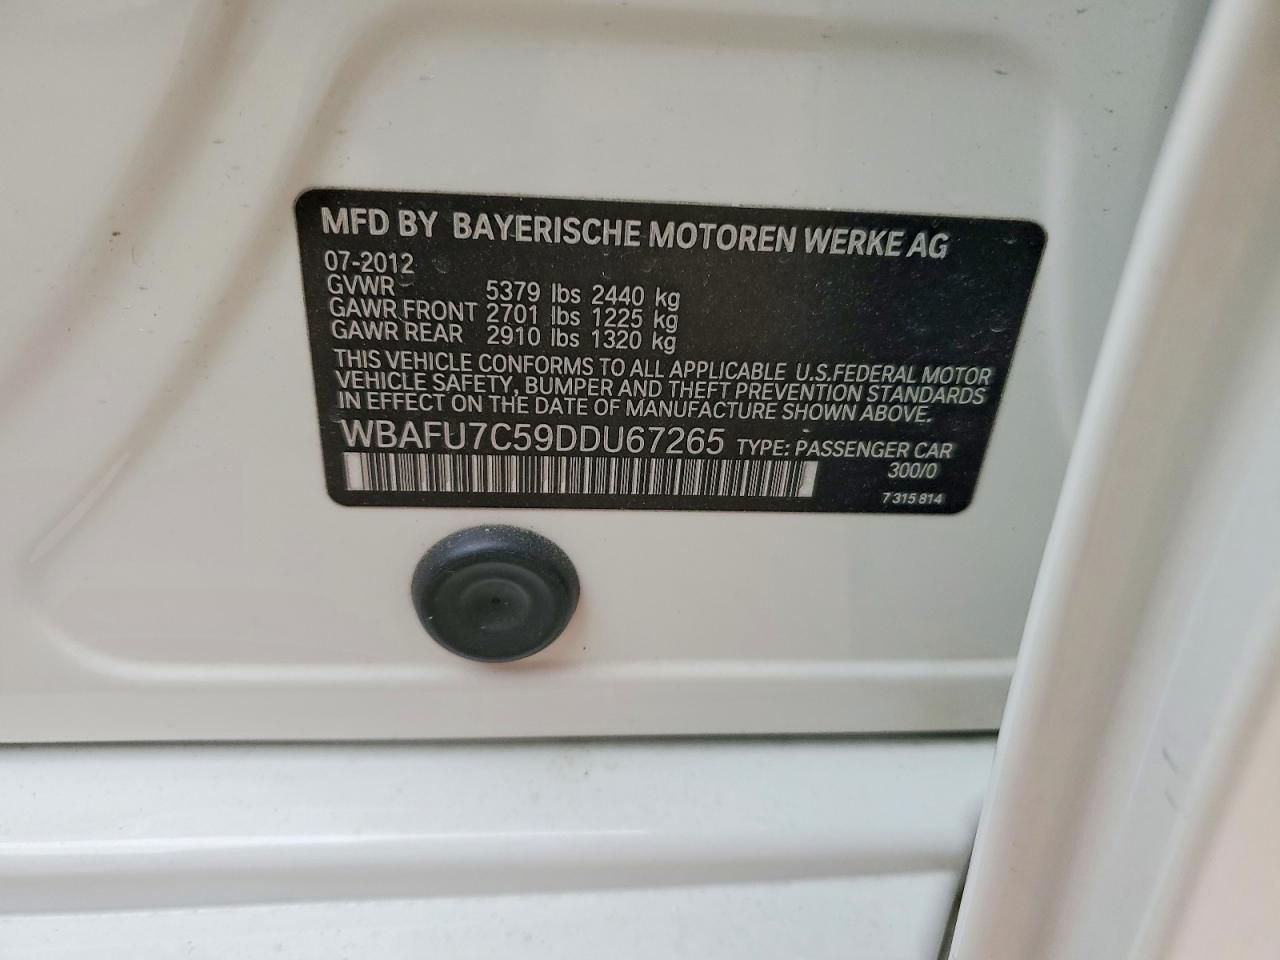 MFD BY BAYERISCHE MOTOREN WERKE AG
07-2012
GVWR 5379 lbs 2440 kg
GAWR FRONT 2701 lbs 1225 kg
GAWR REAR 2910 lbs 1320 kg
THIS VEHICLE CONFORMS TO ALL APPLICABLE U.S.FEDERAL MOTOR
VEHICLE SAFETY, BUMPER AND THEFT PREVENTION STANDARDS
IN EFFECT ON THE DATE OF MANUFACTURE SHOWN ABOVE.
WBAFU7C59DDU67265 TYPE: PASSENGER CAR
300/0
7 315 814